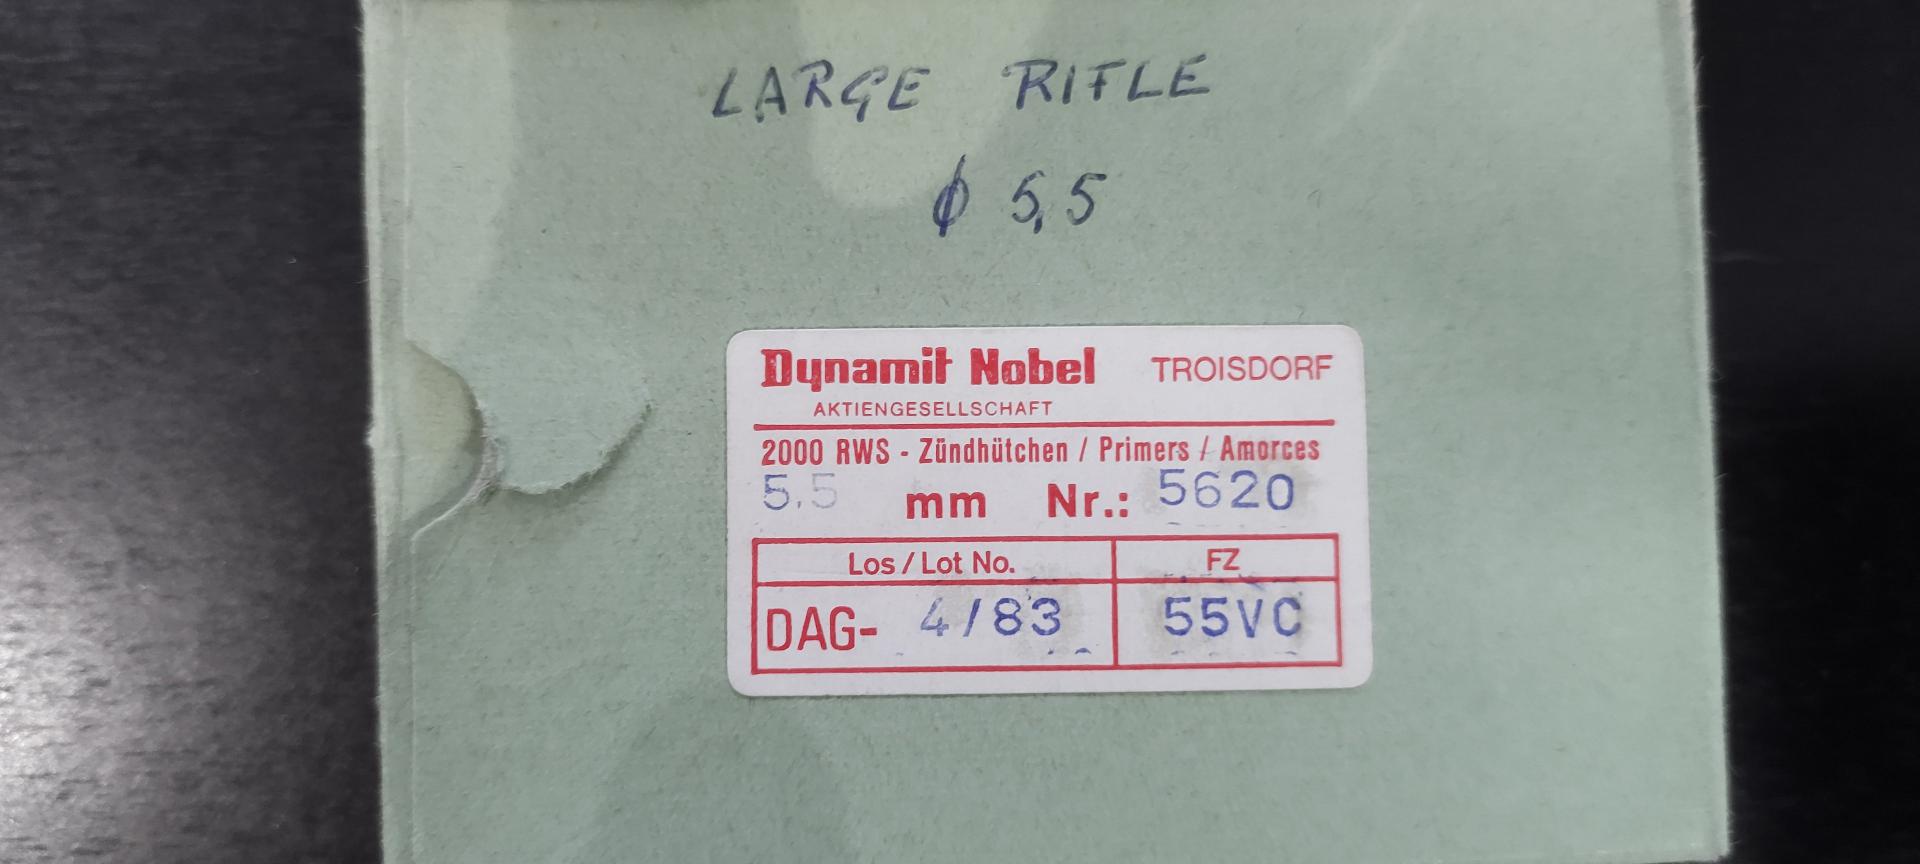 LARGE RIFLE
ϕ 5,5
Dynamit Nobel TROISDORF
AKTIENGESELLSCHAFT
2000 RWS - Zündhütchen / Primers / Amorces
5.5 mm Nr.: 5620
Los / Lot No. FZ
DAG- 4/83 55VC